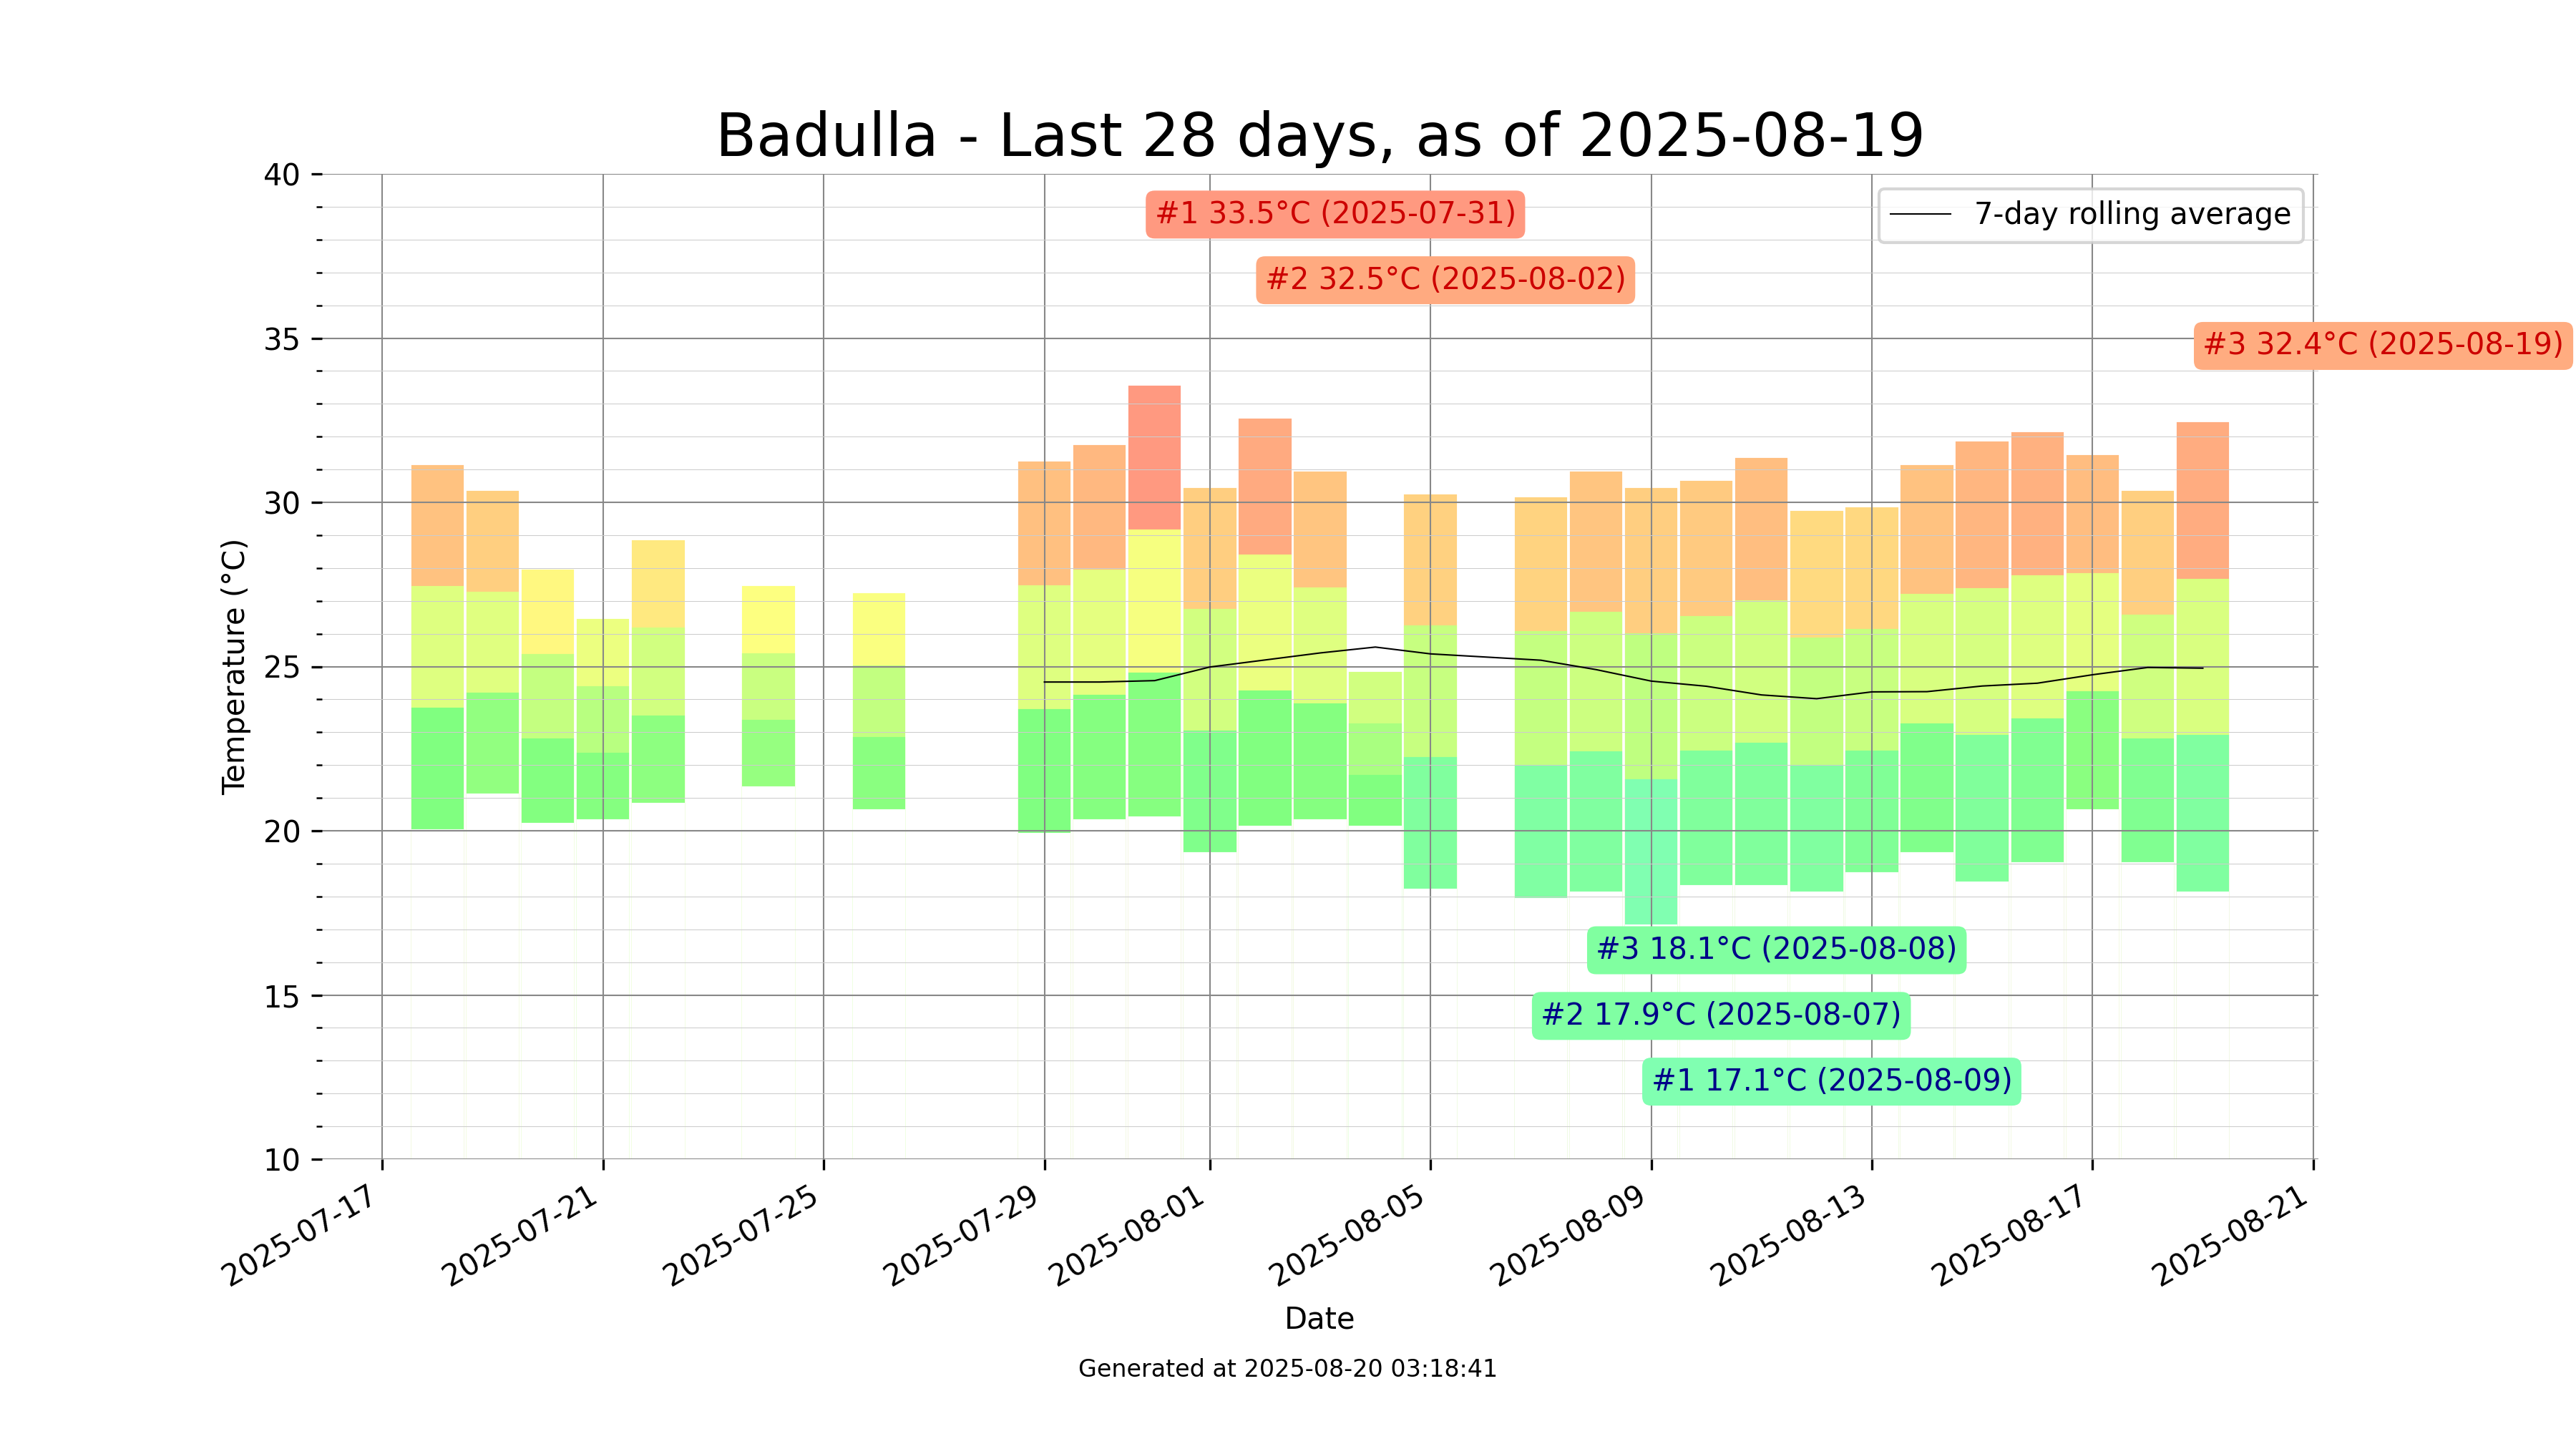 Badulla - Last 28 days, as of 2025-08-19
40
35
30
25
20
15
10
Temperature (°C)
#1 33.5°C (2025-07-31)
7-day rolling average
#2 32.5°C (2025-08-02)
#3 32.4°C (2025-08-19)
#3 18.1°C (2025-08-08)
#2 17.9°C (2025-08-07)
#1 17.1°C (2025-08-09)
2025-07-17
2025-07-21
2025-07-25
2025-07-29
2025-08-01
2025-08-05
2025-08-09
2025-08-13
2025-08-17
2025-08-21
Date
Generated at 2025-08-20 03:18:41